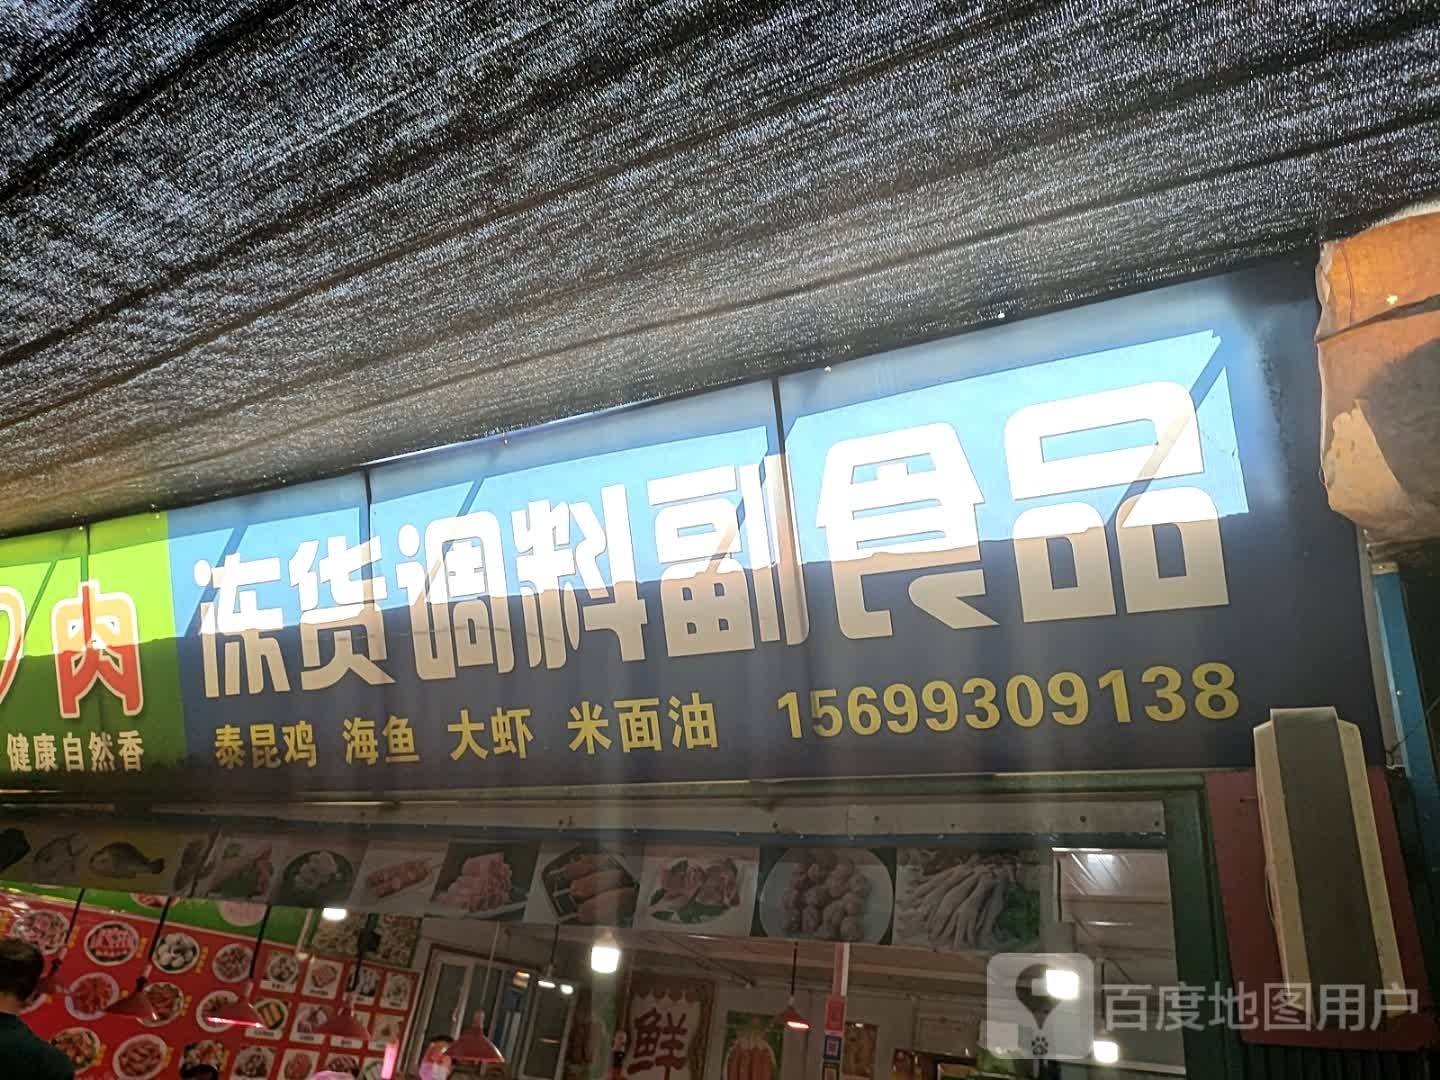 肉
健康自然香
冻货调料副食品
泰昆鸡 海鱼 大虾 米面油 15699309138
鲜
百度地图用户